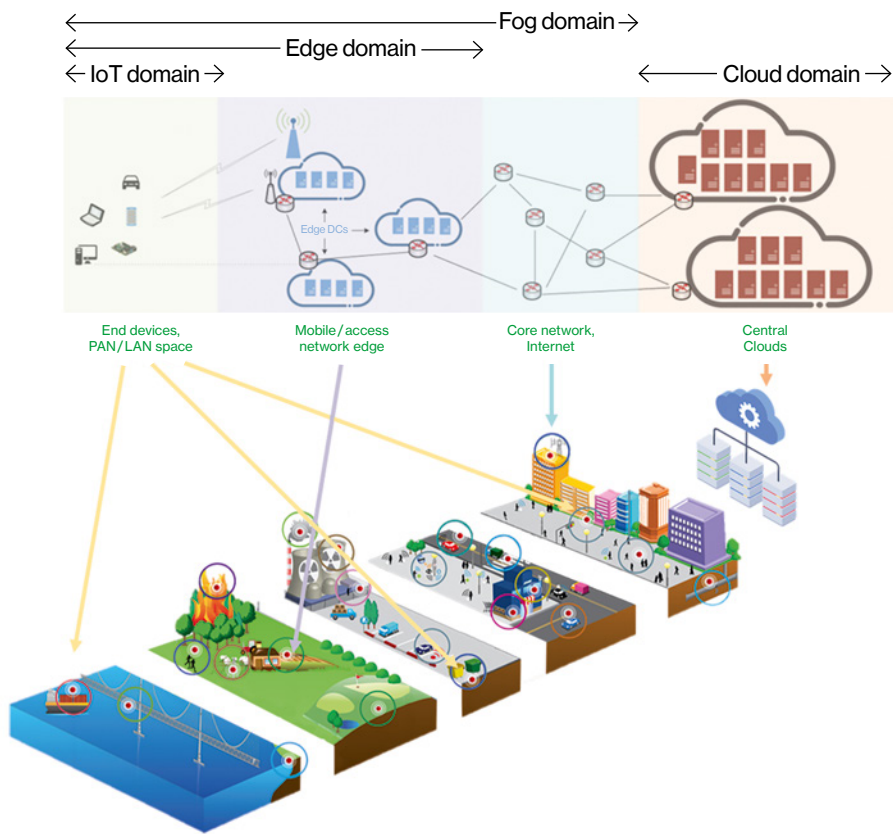 Fog domain
Edge domain
IoT domain
Cloud domain
Edge DCs
End devices,
PAN/LAN space
Mobile/access
network edge
Core network,
Internet
Central
Clouds